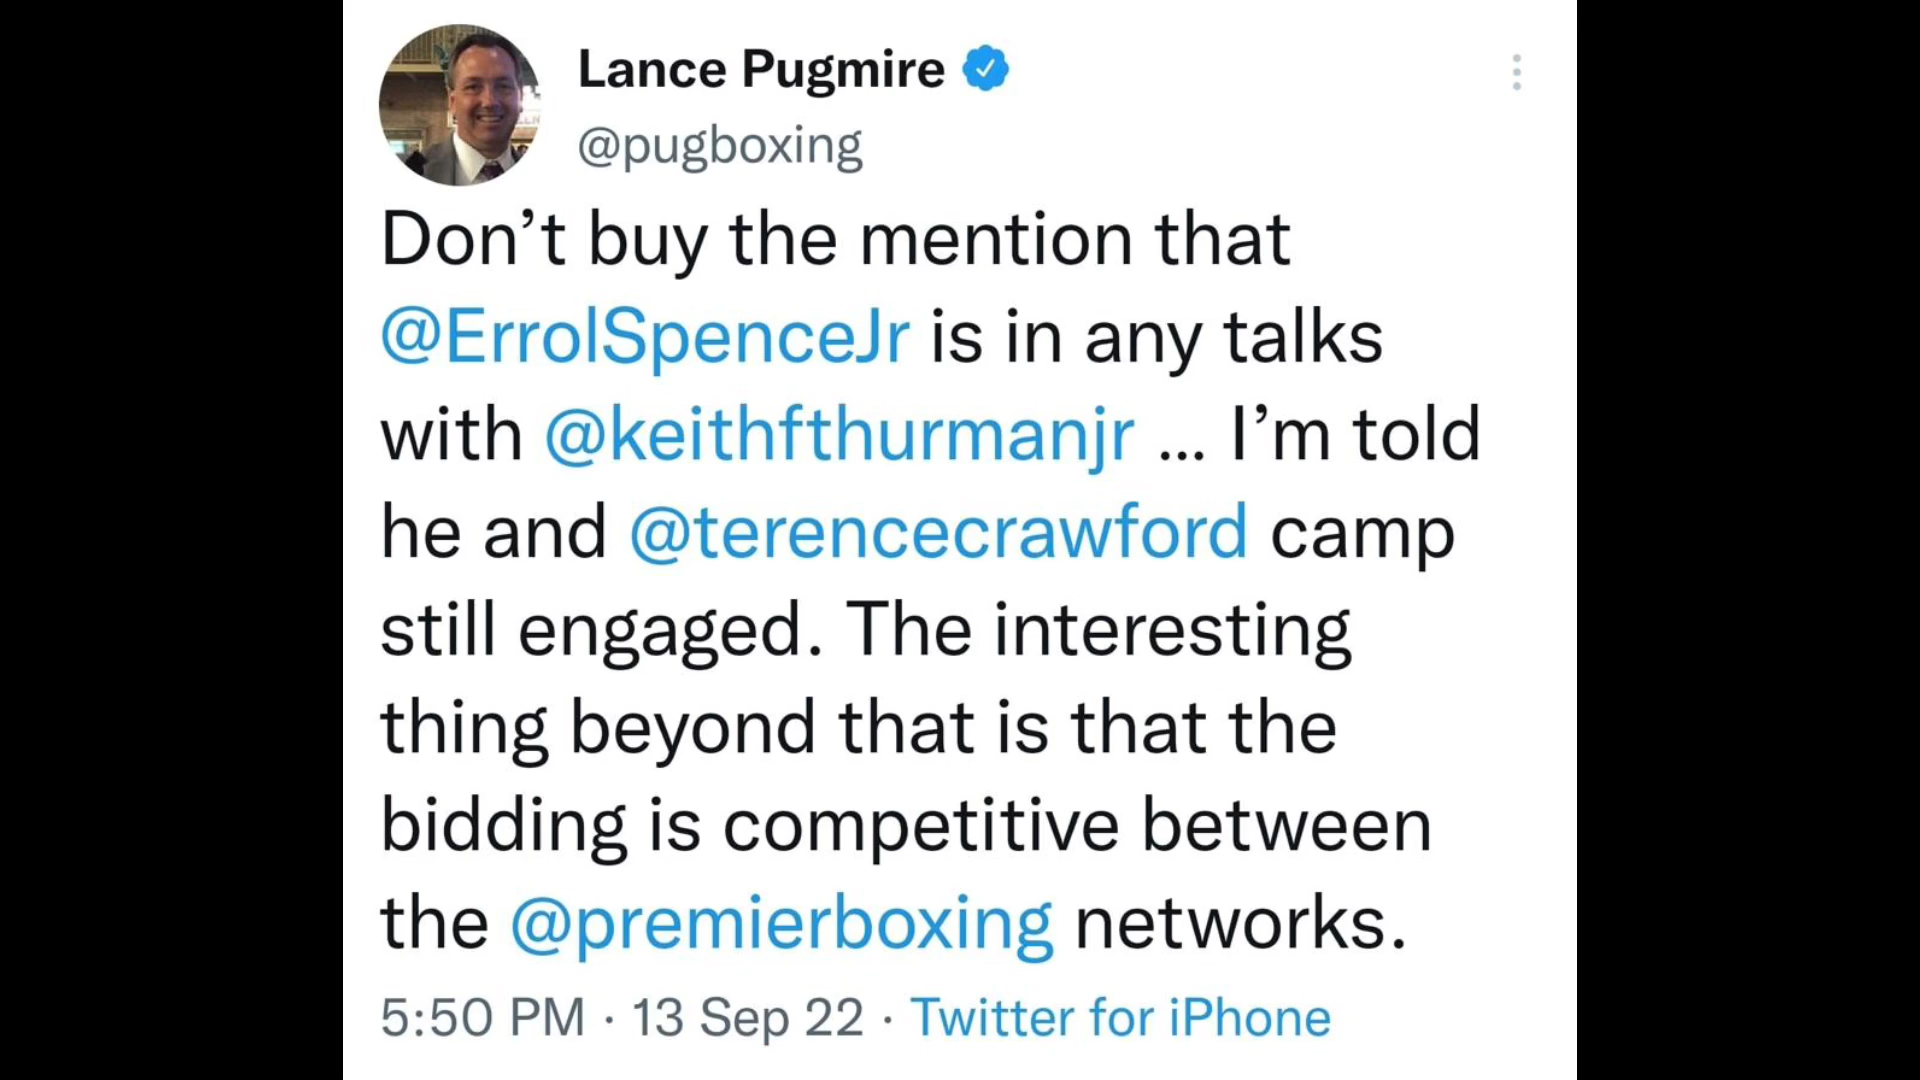 Lance Pugmire
@pugboxing
Don’t buy the mention that
@ErrolSpenceJr is in any talks
with @keithfthurmanjr ... I’m told
he and @terencecrawford camp
still engaged. The interesting
thing beyond that is that the
bidding is competitive between
the @premierboxing networks.
5:50 PM · 13 Sep 22 · Twitter for iPhone